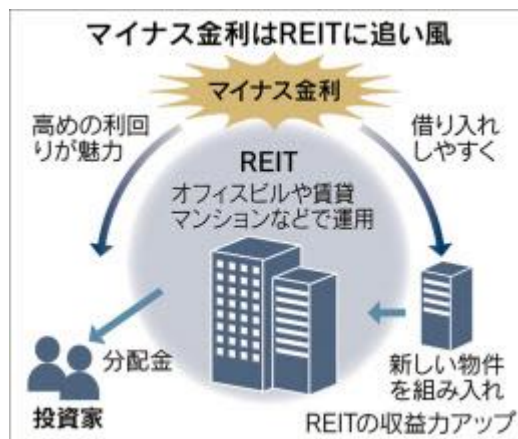 マイナス金利はREITに追い風
マイナス金利
高めの利回
りが魅力
借り入れ
しやすく
REIT
オフィスビルや賃貸
マンションなどで運用
分配金
投資家
新しい物件
を組み入れ
REITの収益力アップ